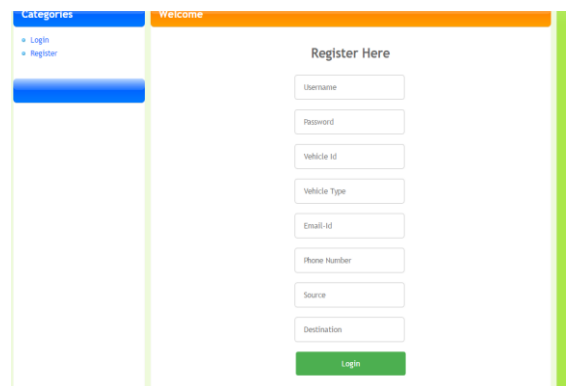 Categories
Welcome
Login
Register
Register Here
Username
Password
Vehicle Id
Vehicle Type
Email-Id
Phone Number
Source
Destination
Login